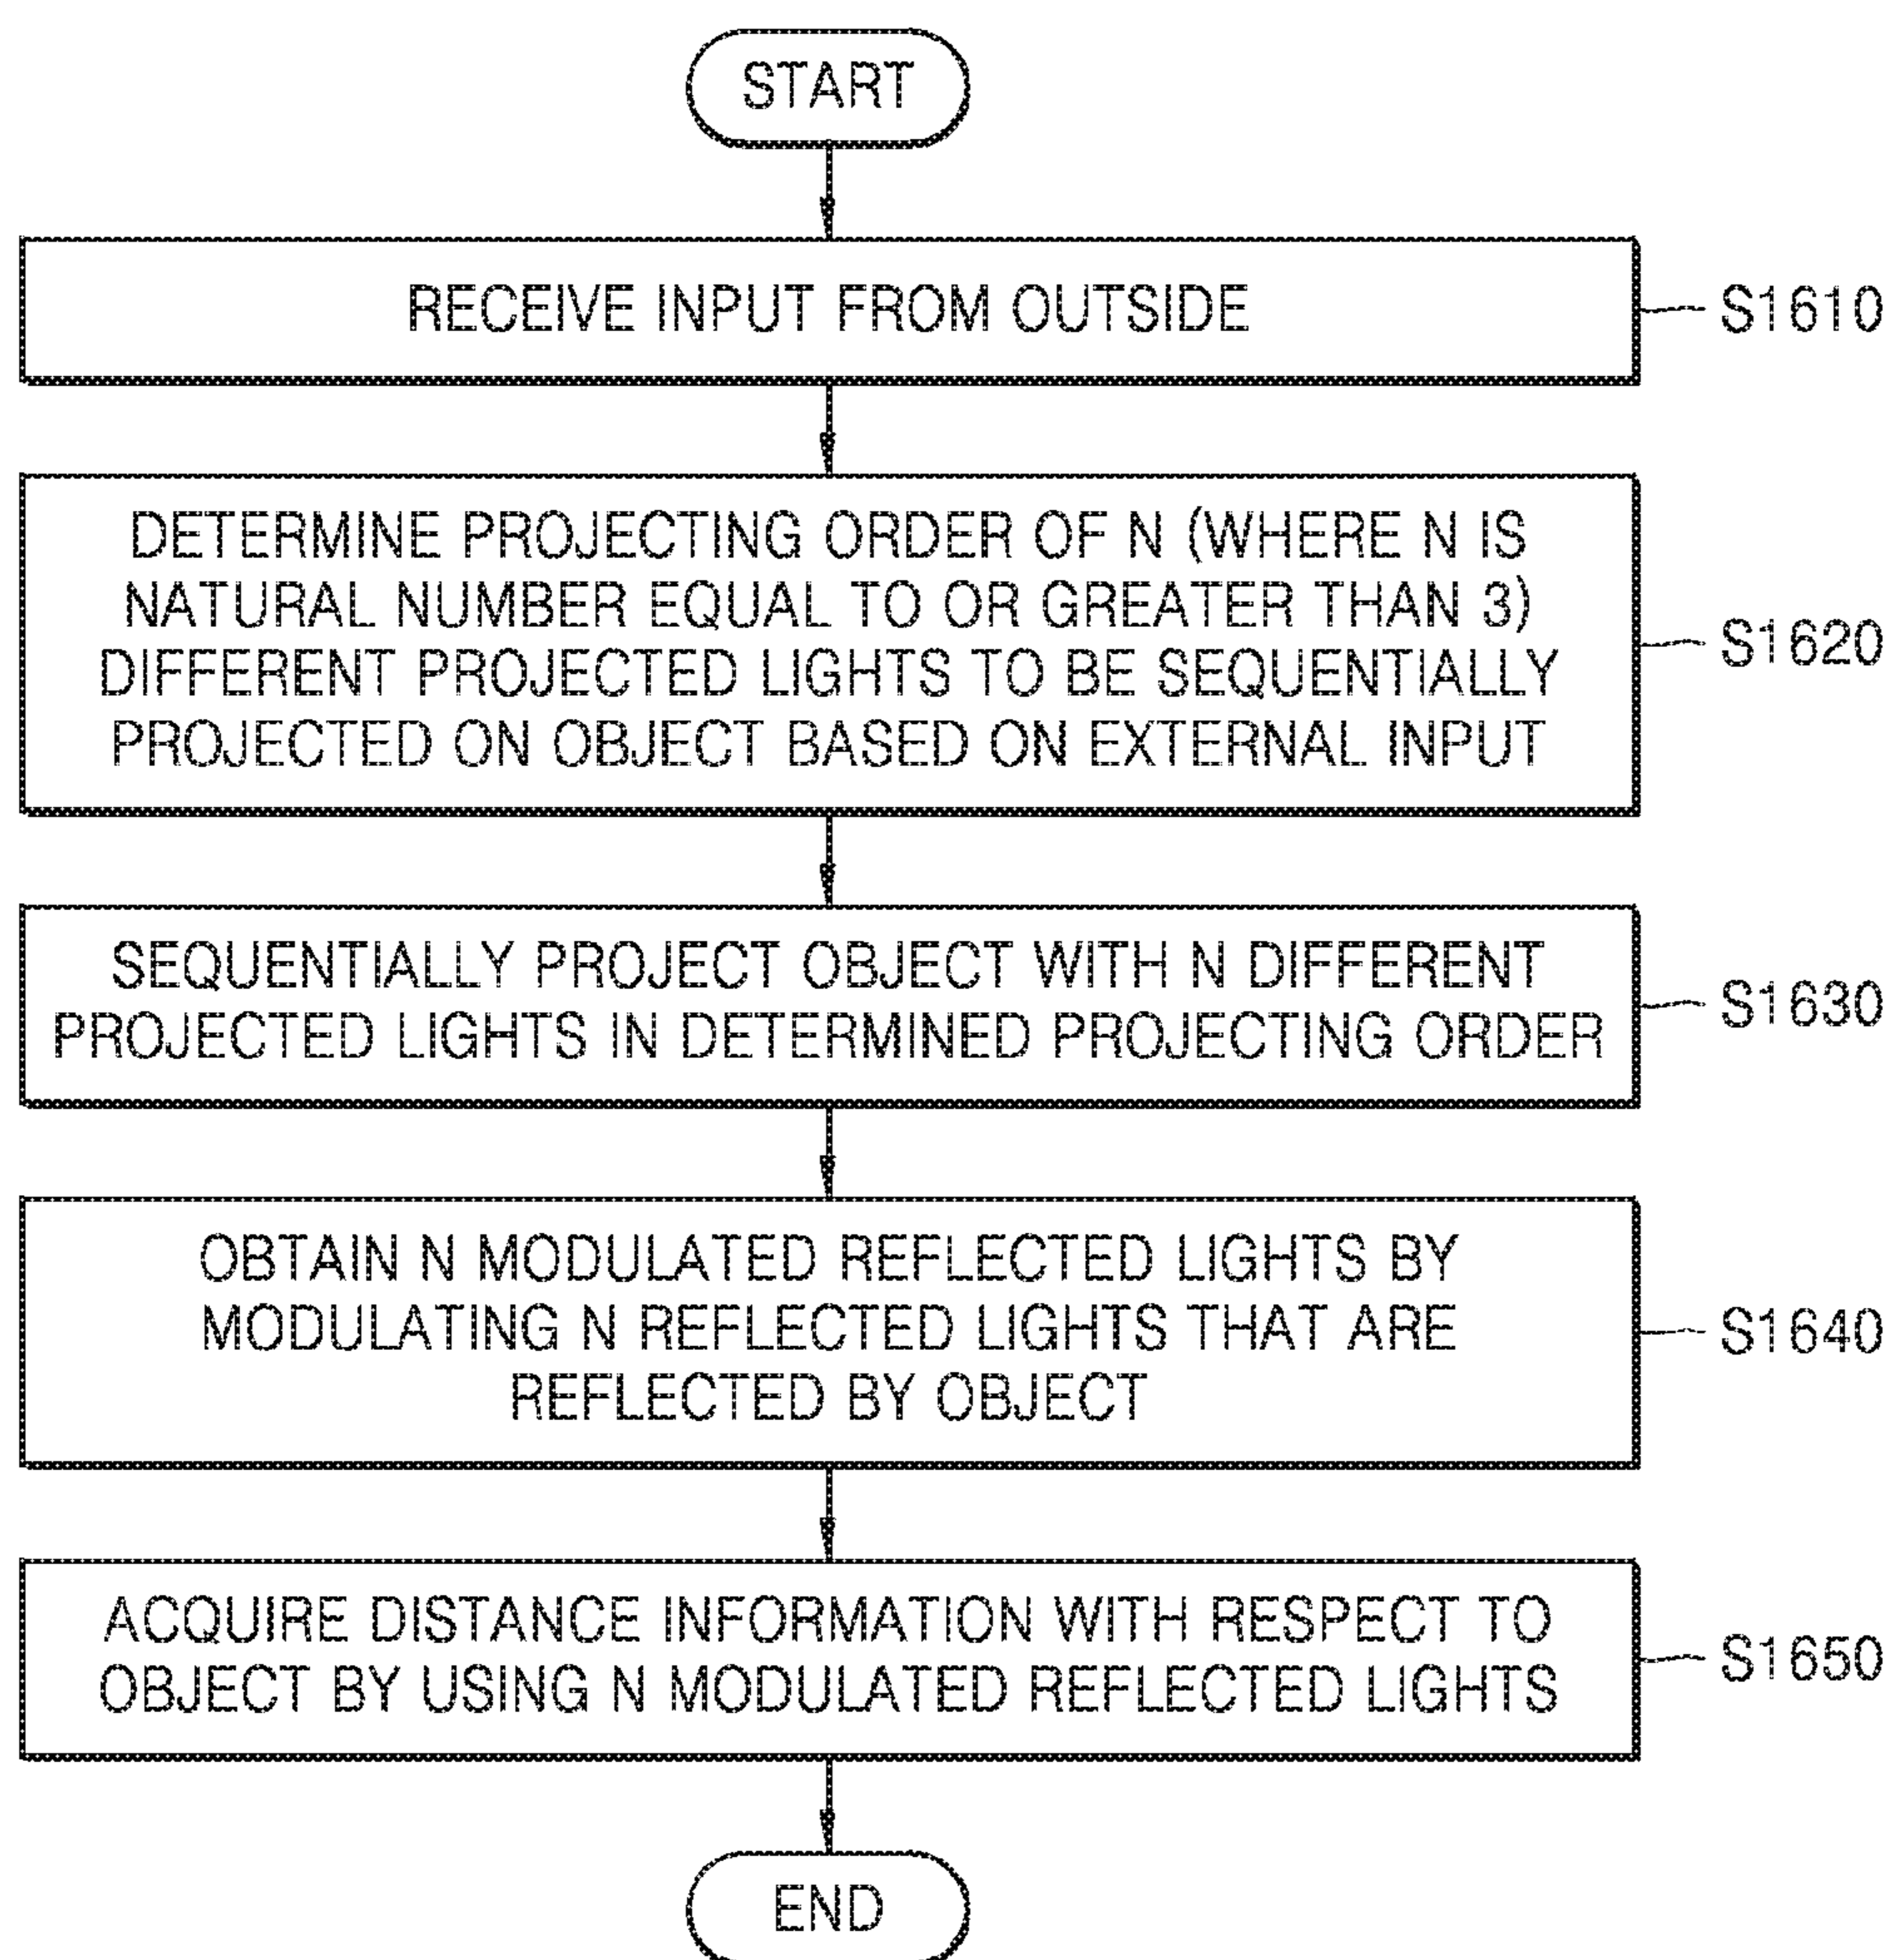 START
RECEIVE INPUT FROM OUTSIDE
S1610
DETERMINE PROJECTING ORDER OF N (WHERE N IS
NATURAL NUMBER EQUAL TO OR GREATER THAN 3)
DIFFERENT PROJECTED LIGHTS TO BE SEQUENTIALLY
PROJECTED ON OBJECT BASED ON EXTERNAL INPUT
S1620
SEQUENTIALLY PROJECT OBJECT WITH N DIFFERENT
PROJECTED LIGHTS IN DETERMINED PROJECTING ORDER
S1630
OBTAIN N MODULATED REFLECTED LIGHTS BY
MODULATING N REFLECTED LIGHTS THAT ARE
REFLECTED BY OBJECT
S1640
ACQUIRE DISTANCE INFORMATION WITH RESPECT TO
OBJECT BY USING N MODULATED REFLECTED LIGHTS
S1650
END